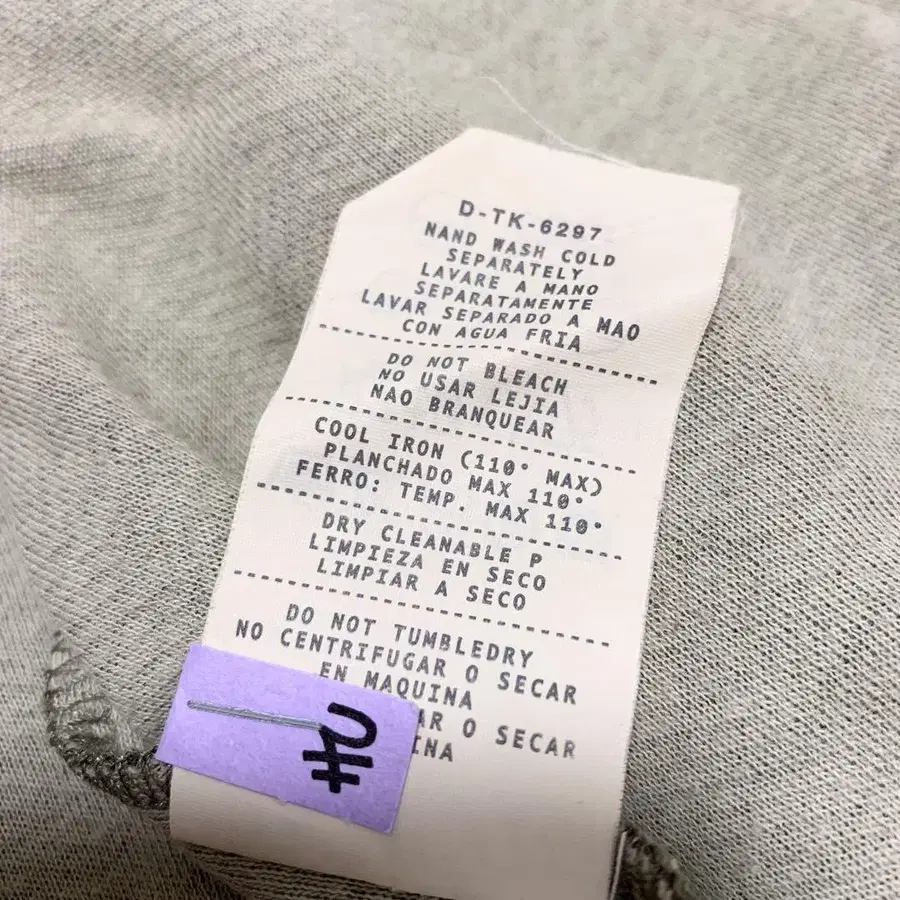 D-TK-6297
NAND WASH COLD
SEPARATELY
LAVARE A MANO
SEPARATAMENTE
LAVAR SEPARADO A MAO
CON AGUA FRIA
DO NOT BLEACH
NO USAR LEJIA
NAO BRANQUEAR
COOL IRON (110° MAX)
PLANCHADO MAX 110°
FERRO: TEMP. MAX 110°
DRY CLEANABLE P
LIMPIEZA EN SECO
LIMPIAR A SECO
DO NOT TUMBLEDRY
NO CENTRIFUGAR O SECAR
EN MAQUINA
O SECAR